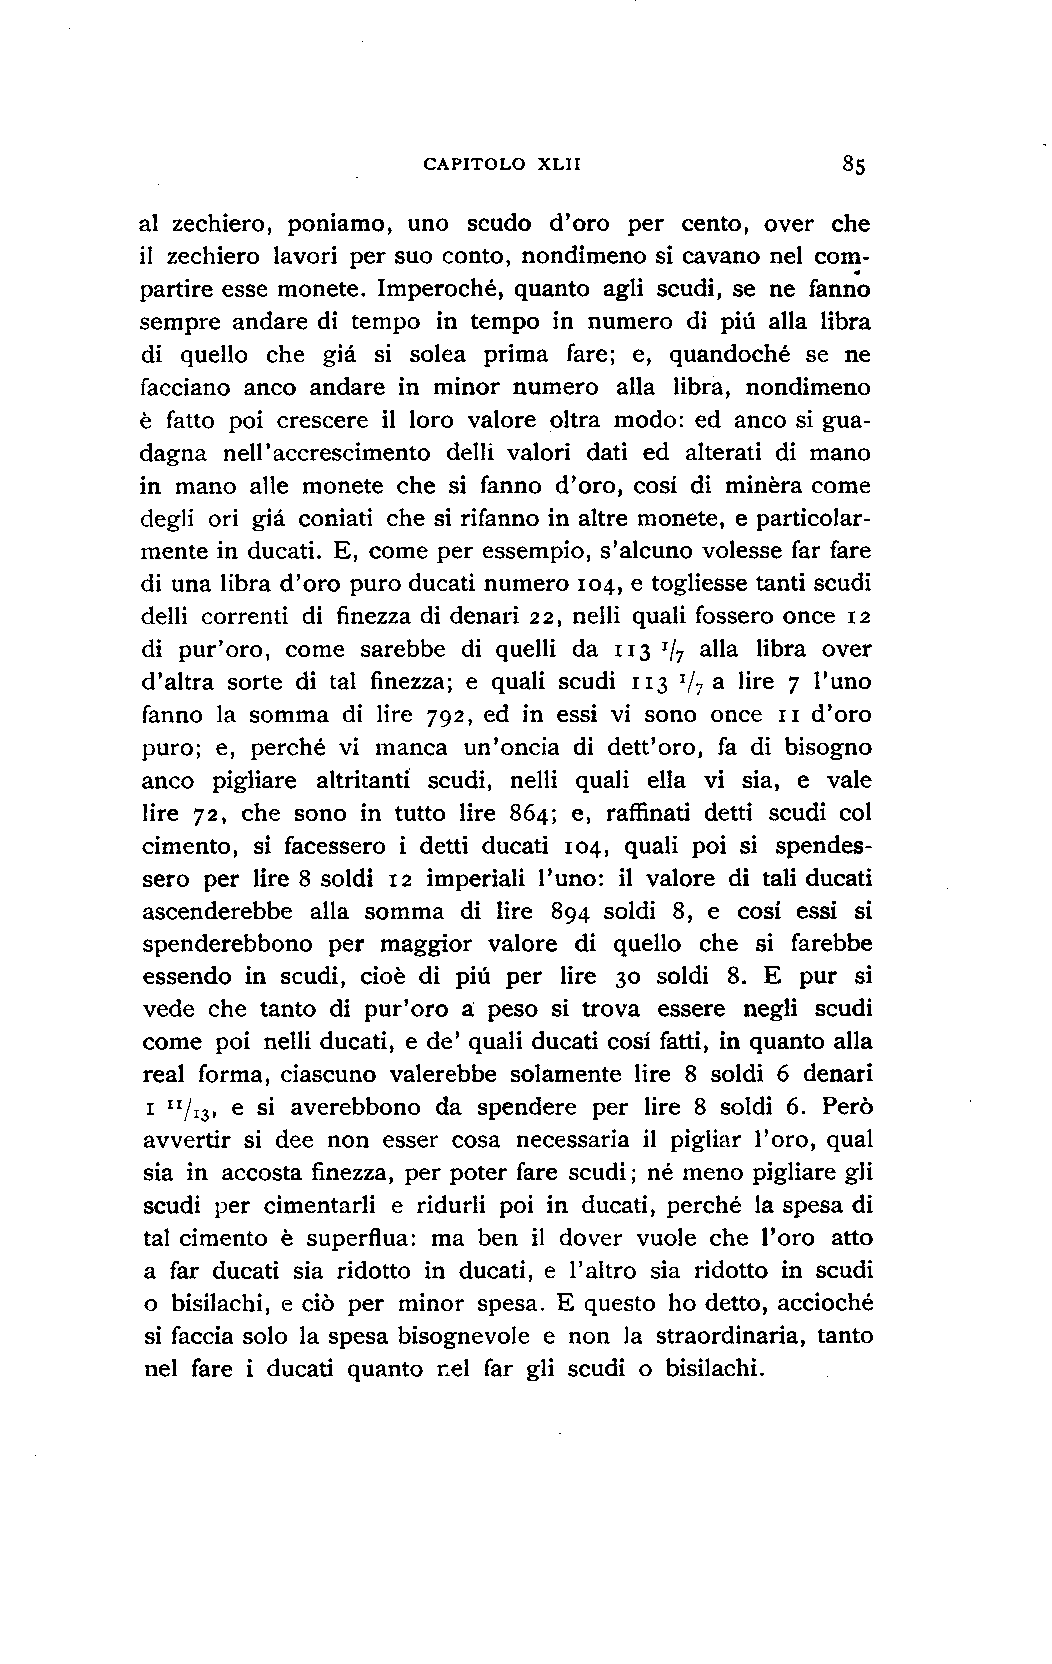 CAPITOLO XLII 85
al zechiero, poniamo, uno scudo d'oro per cento, over che
il zechiero lavori per suo conto, nondimeno si cavano nel com-
partire esse monete. Imperoché, quanto agli scudi, se ne fanno
sempre andare di tempo in tempo in numero di piú alla libra
di quello che giá si solea prima fare; e, quandoché se ne
facciano anco andare in minor numero alla libra, nondimeno
è fatto poi crescere il loro valore oltra modo: ed anco si gua-
dagna nell'accrescimento delli valori dati ed alterati di mano
in mano alle monete che si fanno d'oro, cosí di minèra come
degli ori giá coniati che si rifanno in altre monete, e particolar-
mente in ducati. E, come per essempio, s'alcuno volesse far fare
di una libra d'oro puro ducati numero 104, e togliesse tanti scudi
delli correnti di finezza di denari 22, nelli quali fossero once 12
di pur'oro, come sarebbe di quelli da 113 1/7 alla libra over
d'altra sorte di tal finezza; e quali scudi 113 1/7 a lire 7 l'uno
fanno la somma di lire 792, ed in essi vi sono once 11 d'oro
puro; e, perché vi manca un'oncia di dett'oro, fa di bisogno
anco pigliare altritanti scudi, nelli quali ella vi sia, e vale
lire 72, che sono in tutto lire 864; e, raffinati detti scudi col
cimento, si facessero i detti ducati 104, quali poi si spendes-
sero per lire 8 soldi 12 imperiali l'uno: il valore di tali ducati
ascenderebbe alla somma di lire 894 soldi 8, e cosí essi si
spenderebbono per maggior valore di quello che si farebbe
essendo in scudi, cioè di piú per lire 30 soldi 8. E pur si
vede che tanto di pur'oro a peso si trova essere negli scudi
come poi nelli ducati, e de' quali ducati cosí fatti, in quanto alla
real forma, ciascuno valerebbe solamente lire 8 soldi 6 denari
1 11/13, e si averebbono da spendere per lire 8 soldi 6. Però
avvertir si dee non esser cosa necessaria il pigliar l'oro, qual
sia in accosta finezza, per poter fare scudi; né meno pigliare gli
scudi per cimentarli e ridurli poi in ducati, perché la spesa di
tal cimento è superflua: ma ben il dover vuole che l'oro atto
a far ducati sia ridotto in ducati, e l'altro sia ridotto in scudi
o bisilachi, e ciò per minor spesa. E questo ho detto, accioché
si faccia solo la spesa bisognevole e non la straordinaria, tanto
nel fare i ducati quanto nel far gli scudi o bisilachi.